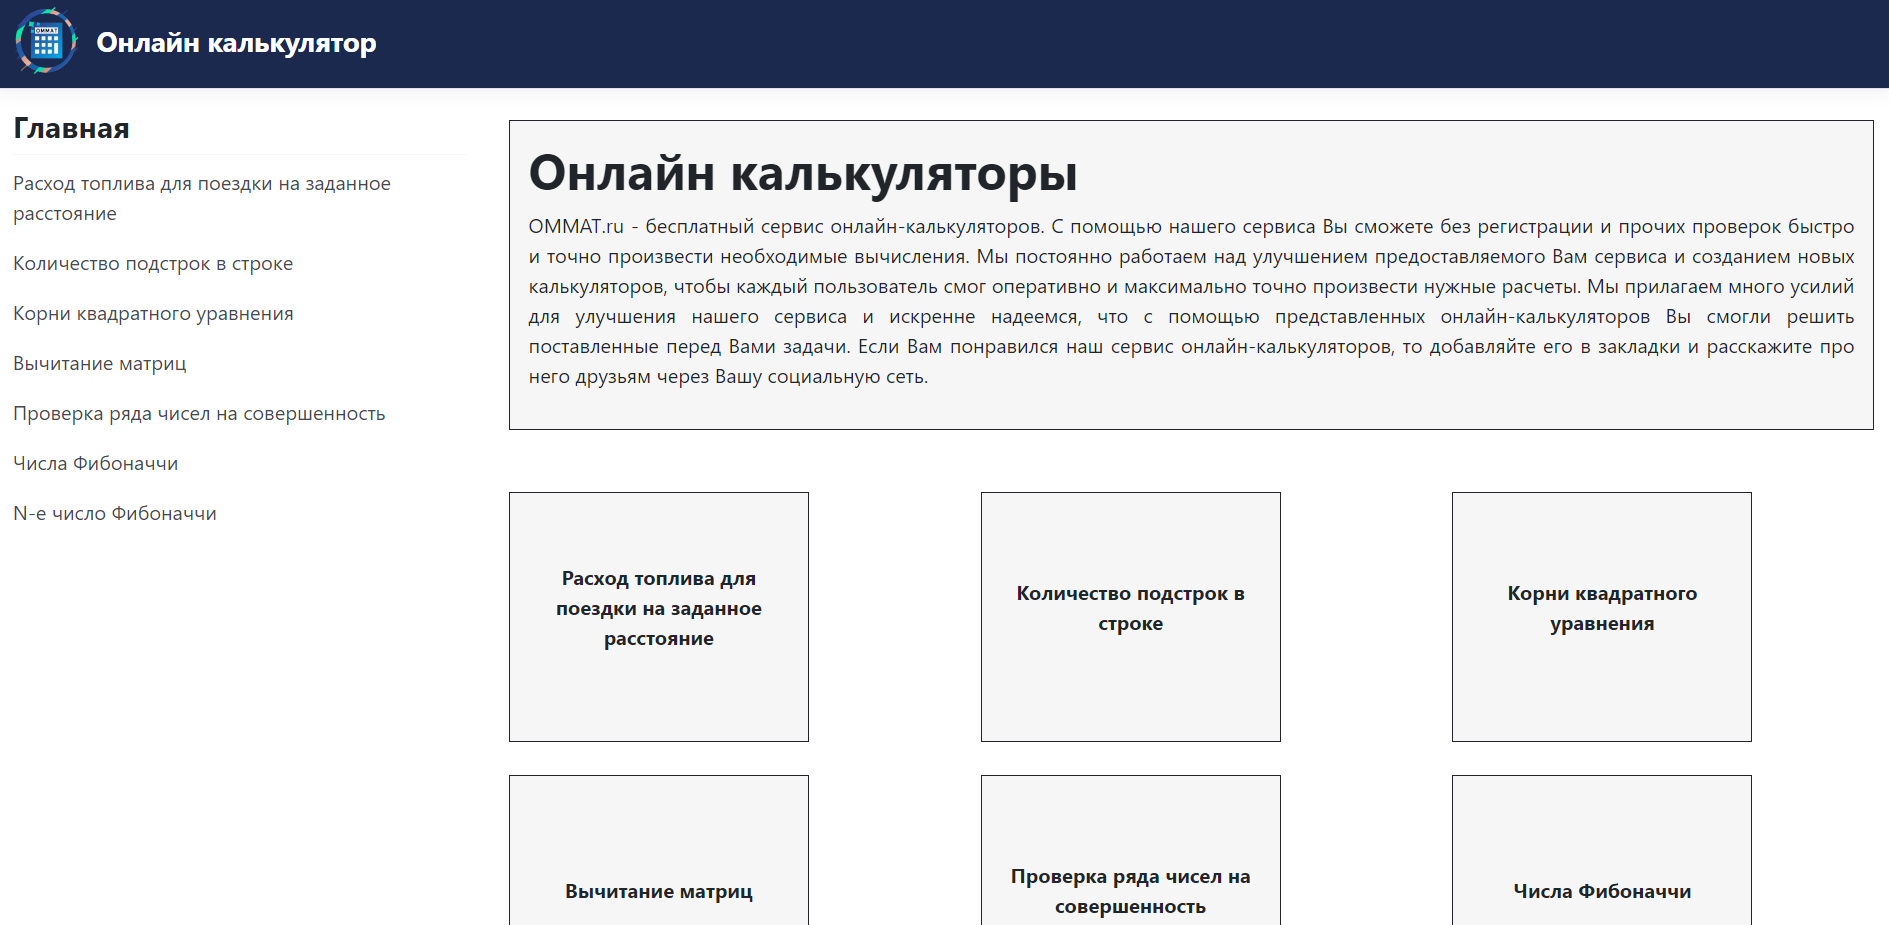 OMMAT
Онлайн калькулятор
Главная
Расход топлива для поездки на заданное
расстояние
Количество подстрок в строке
Корни квадратного уравнения
Вычитание матриц
Проверка ряда чисел на совершенность
Числа Фибоначчи
N-е число Фибоначчи
Онлайн калькуляторы
OMMAT.ru - бесплатный сервис онлайн-калькуляторов. С помощью нашего сервиса Вы сможете без регистрации и прочих проверок быстро
и точно произвести необходимые вычисления. Мы постоянно работаем над улучшением предоставляемого Вам сервиса и созданием новых
калькуляторов, чтобы каждый пользователь смог оперативно и максимально точно произвести нужные расчеты. Мы прилагаем много усилий
для улучшения нашего сервиса и искренне надеемся, что с помощью представленных онлайн-калькуляторов Вы смогли решить
поставленные перед Вами задачи. Если Вам понравился наш сервис онлайн-калькуляторов, то добавляйте его в закладки и расскажите про
него друзьям через Вашу социальную сеть.
Расход топлива для
поездки на заданное
расстояние
Количество подстрок в
строке
Корни квадратного
уравнения
Вычитание матриц
Проверка ряда чисел на
совершенность
Числа Фибоначчи